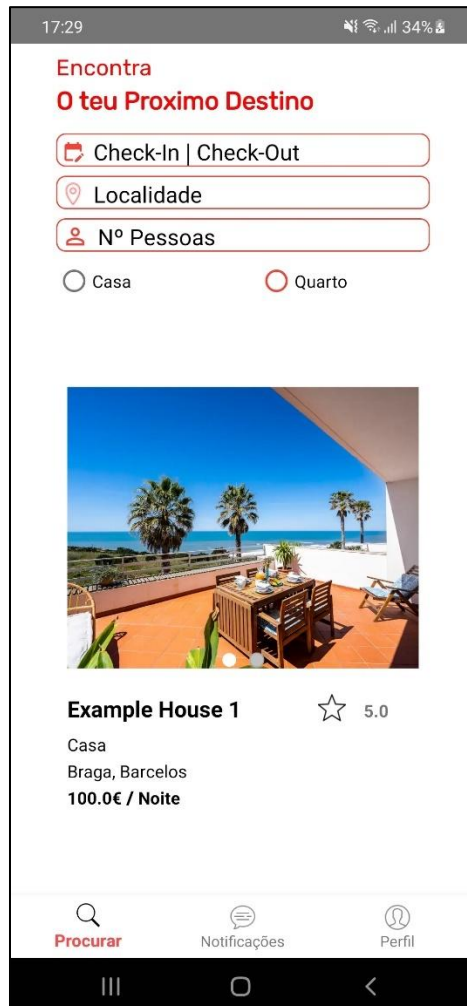 17:29 34%
Encontra
O teu Proximo Destino
Check-In | Check-Out
Localidade
Nº Pessoas
Casa Quarto
Example House 1 5.0
Casa
Braga, Barcelos
100.0€ / Noite
Procurar Notificações Perfil